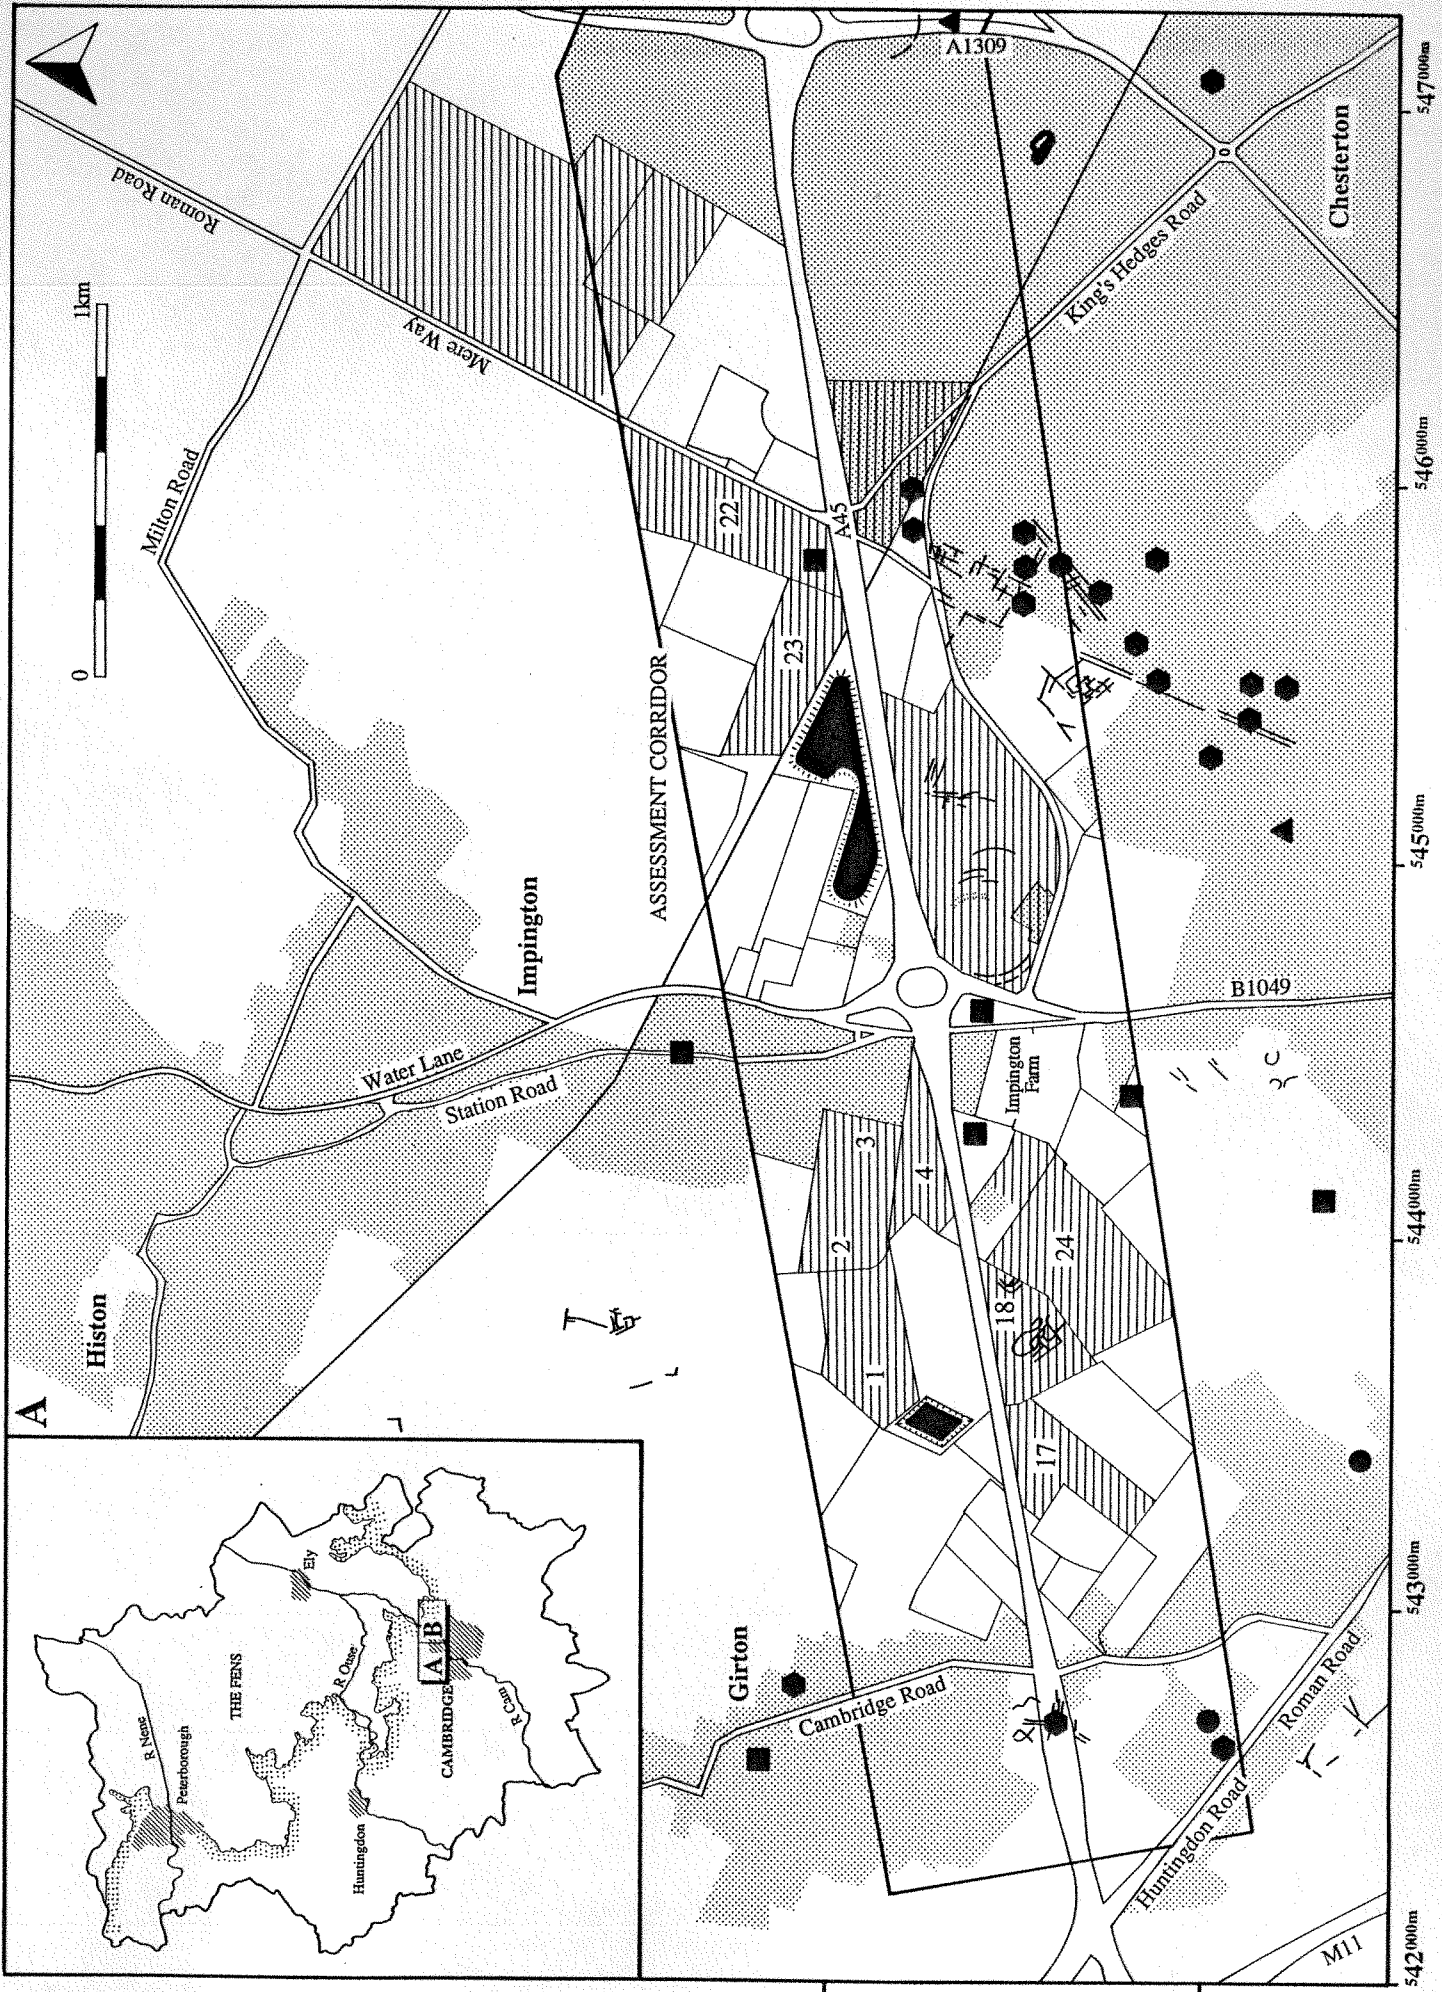 A
Histon
Impington
Milton Road
Roman Road
Mere Way
0
1km
Water Lane
Station Road
ASSESSMENT CORRIDOR
Girton
Cambridge Road
1
2
3
4
17
18
24
22
23
A45
A1309
Impington
Farm
B1049
King's Hedges Road
Chesterton
Huntingdon Road
Roman Road
M11
542000m
543000m
544000m
545000m
546000m
547000m
R Nene
Peterborough
THE FENS
Ely
R Ouse
Huntingdon
CAMBRIDGE
R Cam
A
B